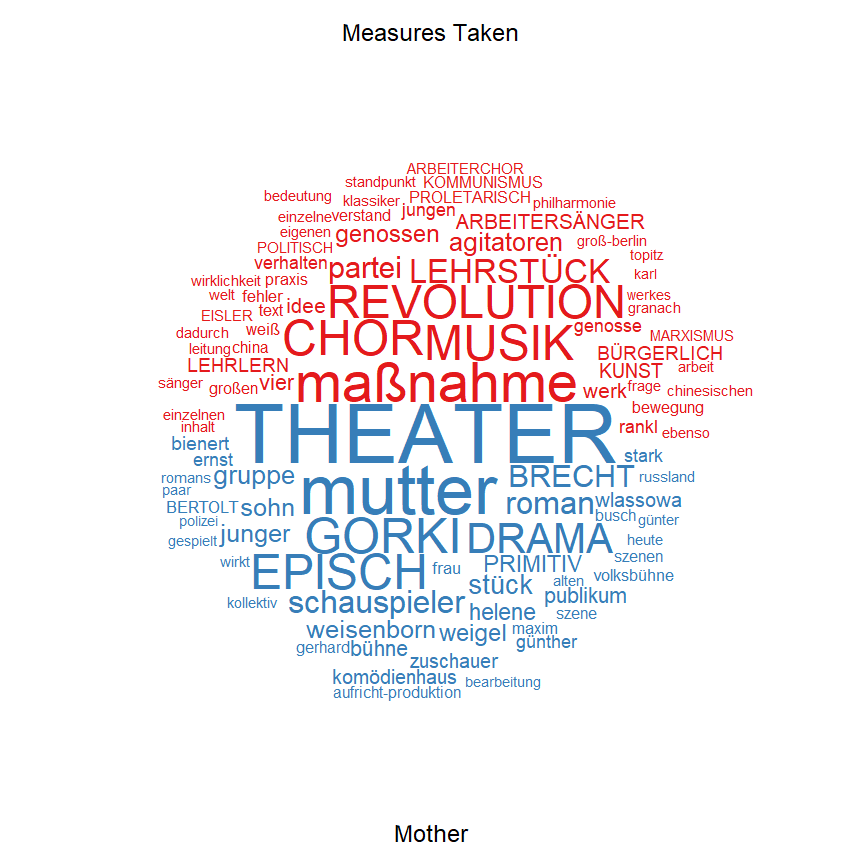 Measures Taken
ARBEITERCHOR
standpunkt KOMMUNISMUS
bedeutung klassiker PROLETARISCH philharmonie
einzelne verstand jungen ARBEITERSÄNGER
eigenen genossen agitatoren groß-berlin
POLITISCH topitz
verhalten partei LEHRSTÜCK karl
wirklichkeit praxis
welt fehler idee REVOLUTION werkes
EISLER text granach
dadurch weiß CHOR MUSIK genosse MARXISMUS
leitung china BÜRGERLICH
LEHRLERN KUNST arbeit
sänger großen vier maßnahme werk frage chinesischen
einzelnen bewegung
inhalt THEATER rankl ebenso
bienert
ernst stark
romans gruppe mutter BRECHT russland
paar
BERTOLT sohn roman wlassowa
polizei busch günter
gespielt junger GORKI DRAMA heute
wirkt EPISCH frau PRIMITIV szenen
stück alten volksbühne
kollektiv schauspieler publikum
helene szene
weisenborn weigel maxim
gerhard bühne günther
zuschauer
komödienhaus bearbeitung
aufricht-produktion
Mother